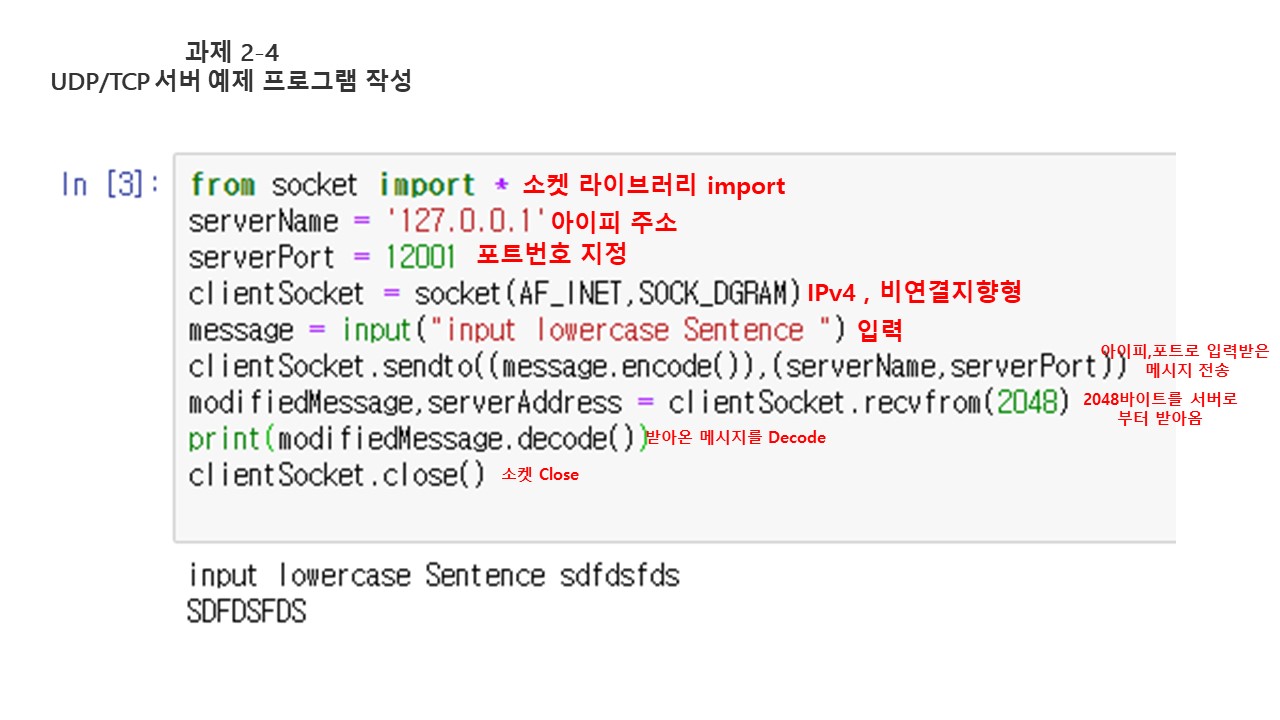 과제 2-4
UDP/TCP 서버 예제 프로그램 작성
In [3]: from socket import * 소켓 라이브러리 import
serverName = '127.0.0.1' 아이피 주소
serverPort = 12001 포트번호 지정
clientSocket = socket(AF_INET,SOCK_DGRAM) IPv4 , 비연결지향형
message = input("input lowercase Sentence ") 입력
clientSocket.sendto((message.encode()),(serverName,serverPort)) 아이피,포트로 입력받은
메시지 전송
modifiedMessage,serverAddress = clientSocket.recvfrom(2048) 2048바이트를 서버로
부터 받아옴
print(modifiedMessage.decode()) 받아온 메시지를 Decode
clientSocket.close() 소켓 Close
input lowercase Sentence sdfdsfds
SDFDSFDS